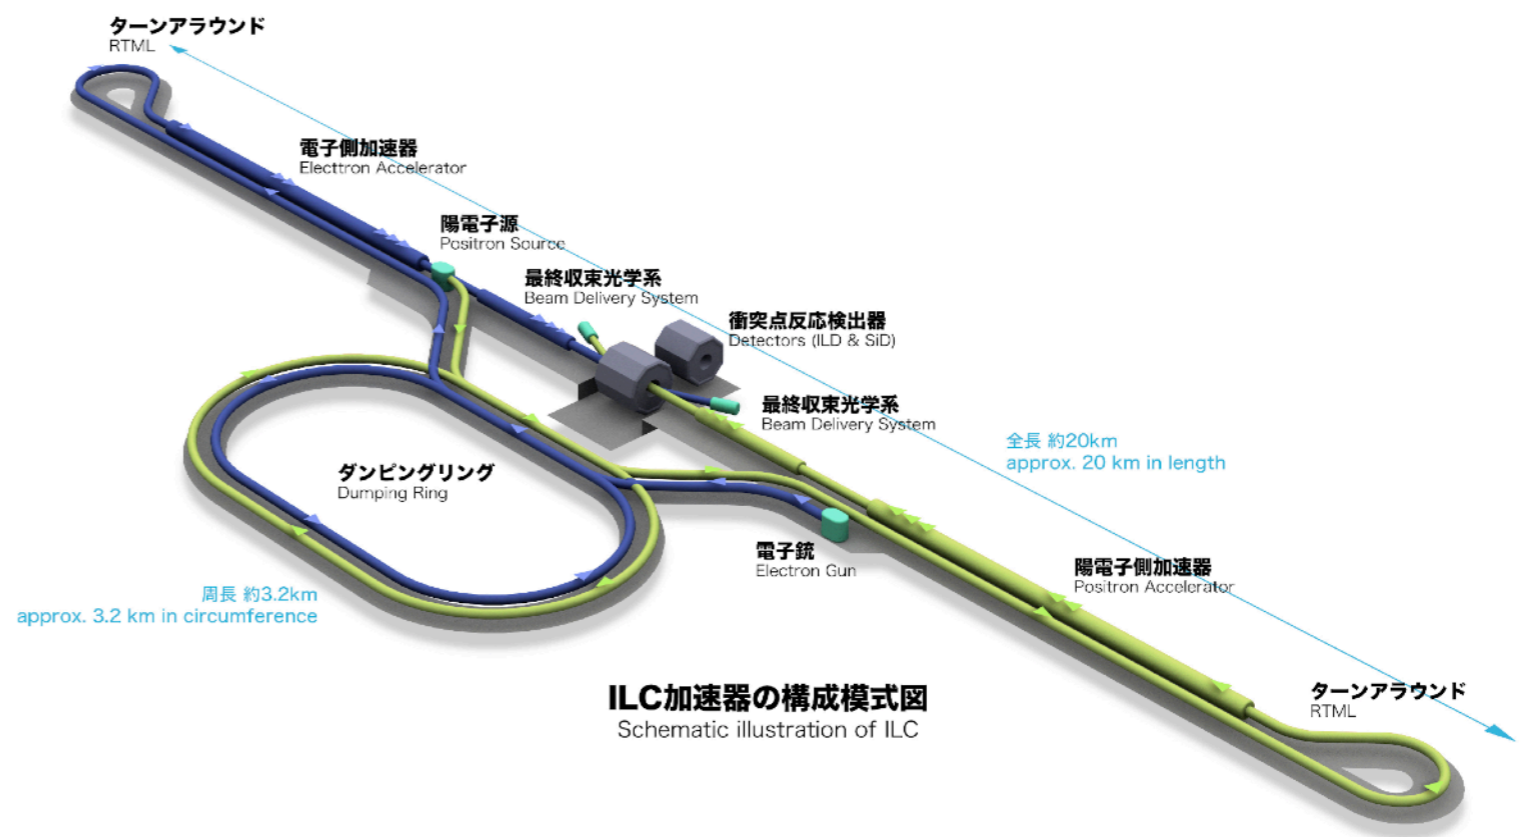 ターンアラウンド
RTML
電子側加速器
Electtron Accelerator
陽電子源
Positron Source
最終収束光学系
Beam Delivery System
衝突点反応検出器
Detectors (ILD & SiD)
最終収束光学系
Beam Delivery System
全長 約20km
approx. 20 km in length
ダンピングリング
Dumping Ring
電子銃
Electron Gun
陽電子側加速器
Positron Accelerator
周長 約3.2km
approx. 3.2 km in circumference
ターンアラウンド
RTML
ILC加速器の構成模式図
Schematic illustration of ILC